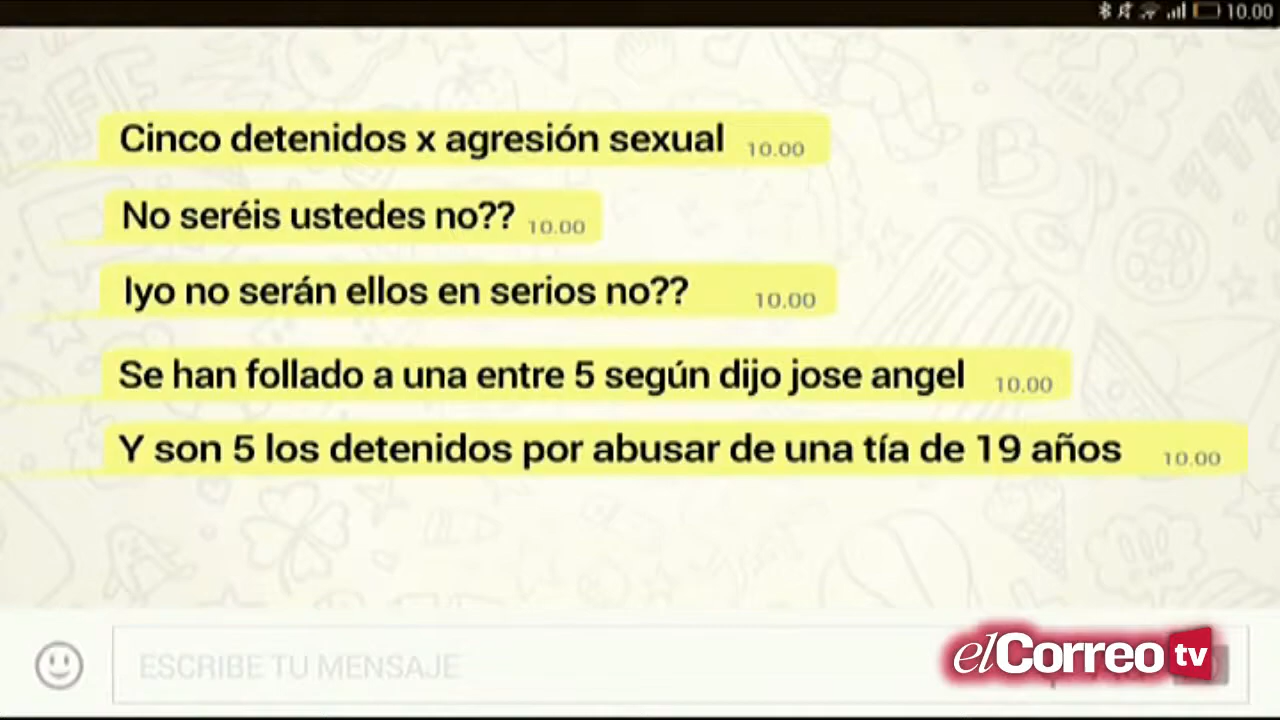 10.00
Cinco detenidos x agresión sexual 10.00
No seréis ustedes no?? 10.00
Iyo no serán ellos en serios no?? 10.00
Se han follado a una entre 5 según dijo jose angel 10.00
Y son 5 los detenidos por abusar de una tía de 19 años 10.00
ESCRIBE TU MENSAJE
elCorreo tv